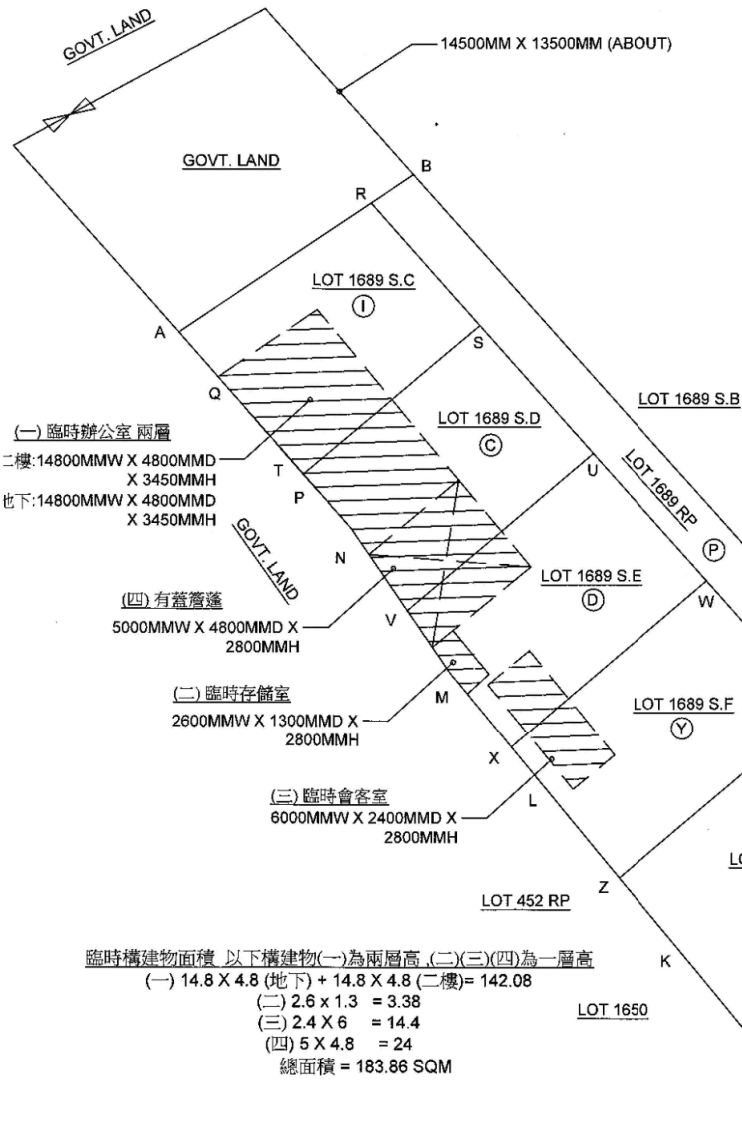 GOVT. LAND
14500MM X 13500MM (ABOUT)
GOVT. LAND
B
R
LOT 1689 S.C
I
A
S
Q
LOT 1689 S.B
LOT 1689 S.D
C
(一) 臨時辦公室 兩層
二樓:14800MMW X 4800MMD
X 3450MMH
地下:14800MMW X 4800MMD
X 3450MMH
T
P
U
LOT 1689 RP
P
GOVT. LAND
N
LOT 1689 S.E
D
W
(四) 有蓋簷蓬
5000MMW X 4800MMD X
2800MMH
V
M
(二) 臨時存儲室
2600MMW X 1300MMD X
2800MMH
LOT 1689 S.F
Y
X
(三) 臨時會客室
6000MMW X 2400MMD X
2800MMH
L
Z
LOT 452 RP
K
臨時構建物面積 以下構建物(一)為兩層高 ,(二)(三)(四)為一層高
(一) 14.8 X 4.8 (地下) + 14.8 X 4.8 (二樓)= 142.08
(二) 2.6 x 1.3 = 3.38
(三) 2.4 X 6 = 14.4
(四) 5 X 4.8 = 24
總面積 = 183.86 SQM
LOT 1650